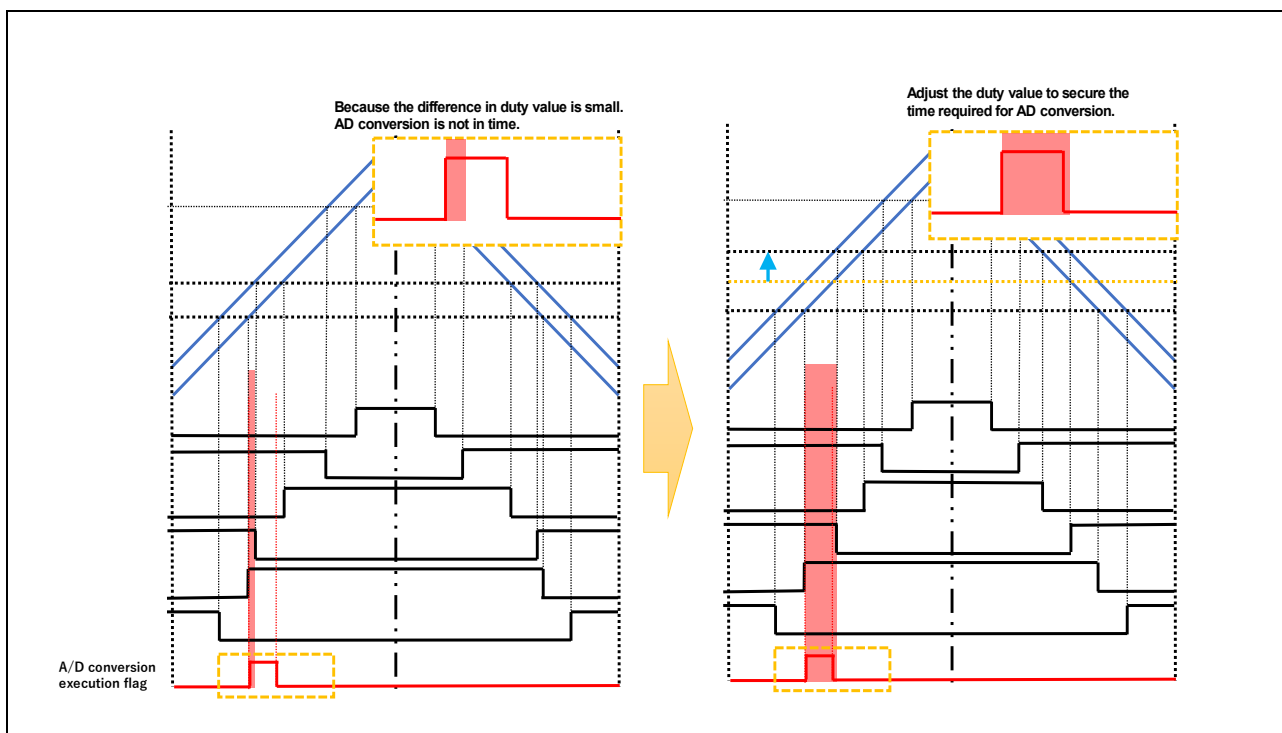 Because the difference in duty value is small.
AD conversion is not in time.
Adjust the duty value to secure the
time required for AD conversion.
A/D conversion
execution flag